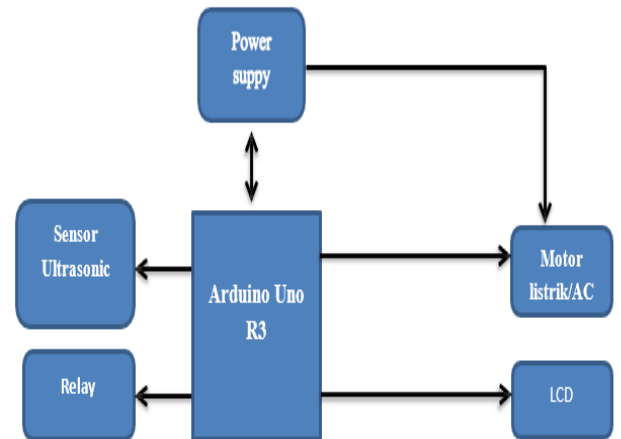 Power
suppy
Sensor
Ultrasonic
Arduino Uno
R3
Motor
listrik/AC
Relay
LCD